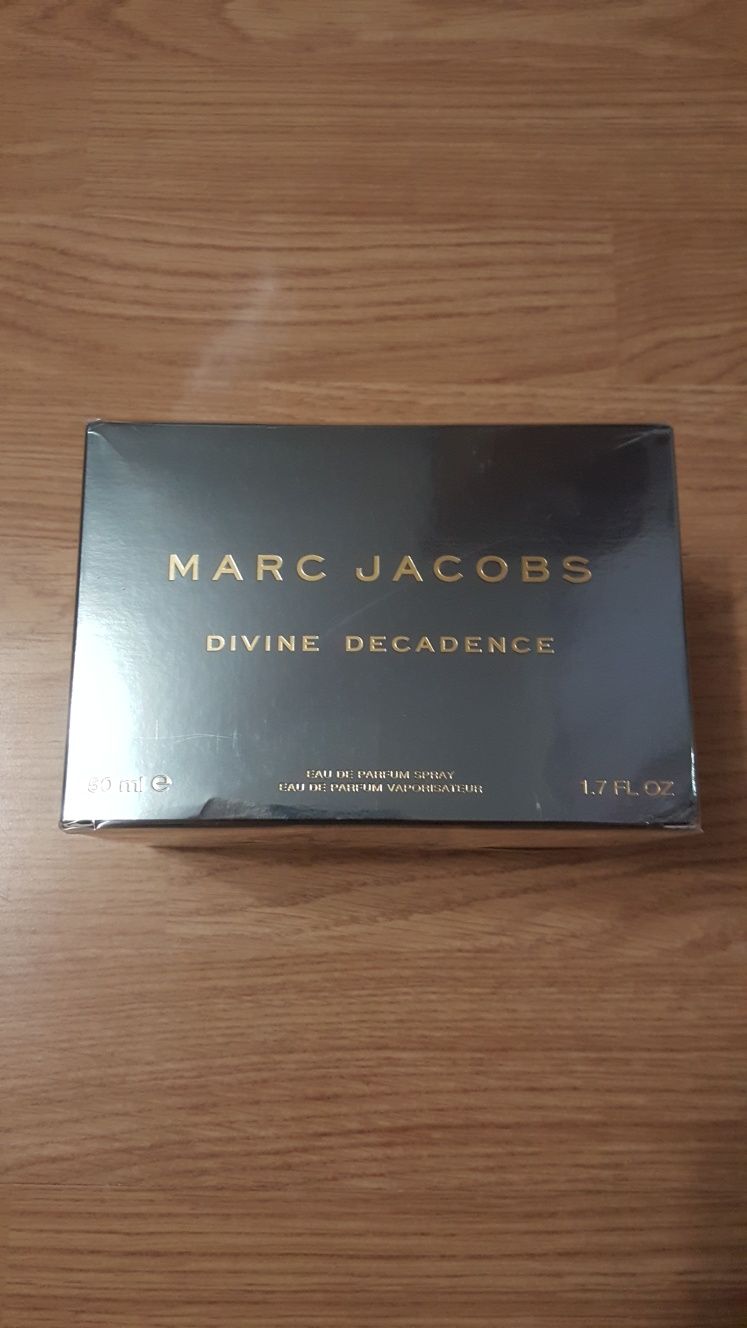 MARC JACOBS
DIVINE DECADENCE
EAU DE PARFUM SPRAY
EAU DE PARFUM VAPORISATEUR
50 ml ℮
1.7 FL OZ